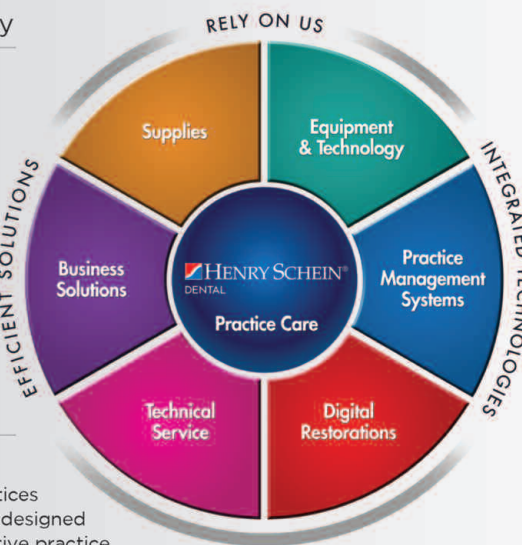 RELY ON US
Supplies
Equipment
& Technology
EFFICIENT SOLUTIONS
INTEGRATED TECHNOLOGIES
Business
Solutions
HENRY SCHEIN®
DENTAL
Practice Care
Practice
Management
Systems
Technical
Service
Digital
Restorations
designed
practice